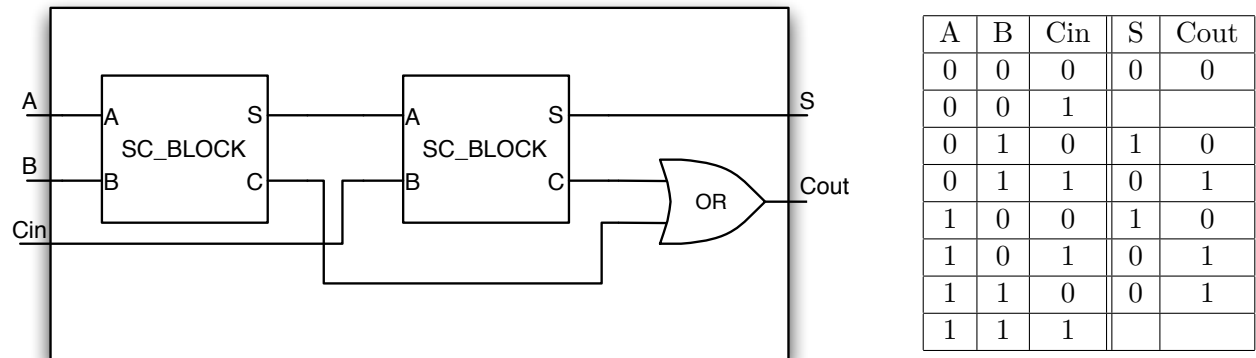 A
B
Cin
A
B
SC_BLOCK
S
C
A
B
SC_BLOCK
S
C
OR
S
Cout
A B Cin S Cout
0 0 0 0 0
0 0 1
0 1 0 1 0
0 1 1 0 1
1 0 0 1 0
1 0 1 0 1
1 1 0 0 1
1 1 1